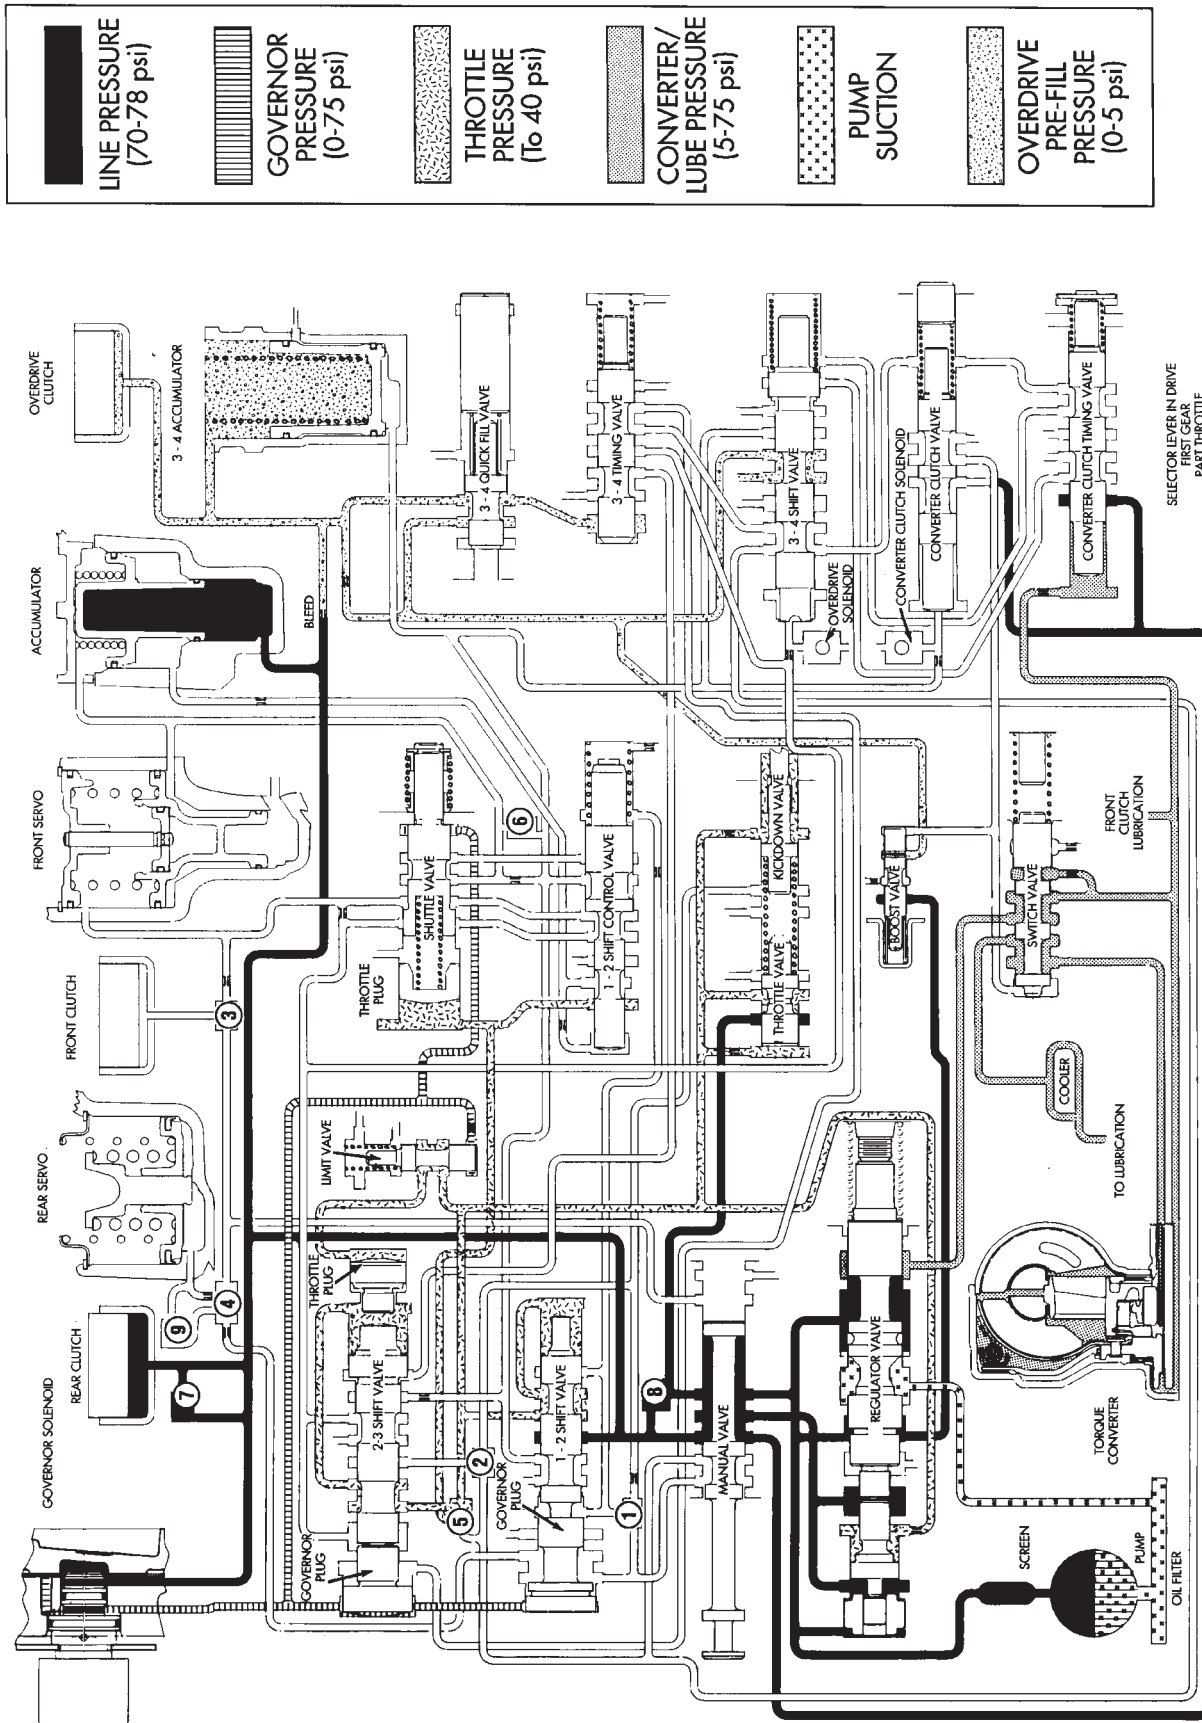 LINE PRESSURE
(70-78 psi)
GOVERNOR
PRESSURE
(0-75 psi)
THROTTLE
PRESSURE
(To 40 psi)
CONVERTER/
LUBE PRESSURE
(5-75 psi)
PUMP
SUCTION
OVERDRIVE
PRE-FILL
PRESSURE
(0-5 psi)
GOVERNOR SOLENOID
REAR CLUTCH
REAR SERVO
FRONT CLUTCH
FRONT SERVO
ACCUMULATOR
OVERDRIVE
CLUTCH
3 - 4 ACCUMULATOR
BLEED
7
9
4
3
GOVERNOR
PLUG
2-3 SHIFT VALVE
THROTTLE
PLUG
LIMIT VALVE
THROTTLE
PLUG
SHUTTLE VALVE
3 - 4 QUICK FILL VALVE
5
2
6
GOVERNOR
PLUG
1 - 2 SHIFT VALVE
1 - 2 SHIFT CONTROL VALVE
3 - 4 TIMING VALVE
1
8
MANUAL VALVE
THROTTLE VALVE
KICKDOWN VALVE
3 - 4 SHIFT VALVE
OVERDRIVE
SOLENOID
REGULATOR VALVE
BOOST VALVE
CONVERTER CLUTCH SOLENOID
CONVERTER CLUTCH VALVE
SCREEN
PUMP
OIL FILTER
TORQUE
CONVERTER
TO LUBRICATION
COOLER
SWITCH VALVE
FRONT
CLUTCH
LUBRICATION
CONVERTER CLUTCH TIMING VALVE
SELECTOR LEVER IN DRIVE
FIRST GEAR
PART THROTTLE